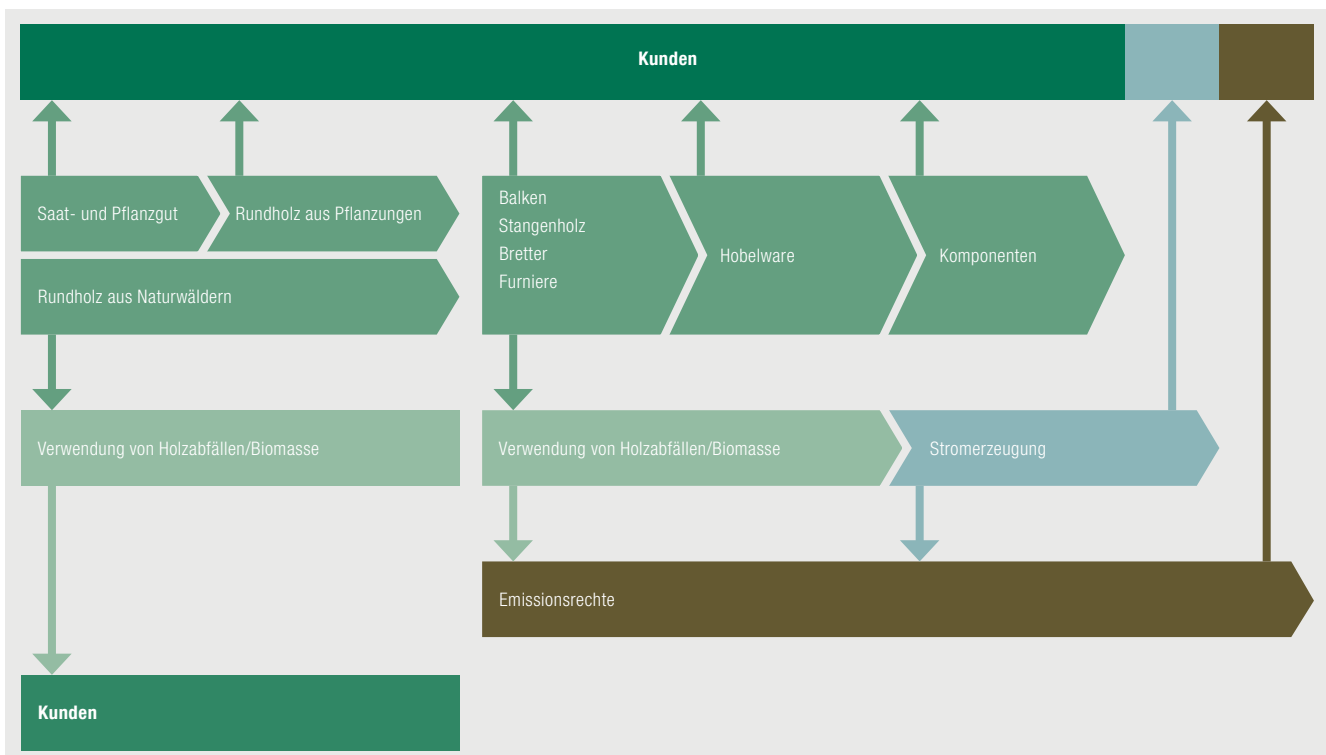 Kunden
Saat- und Pflanzgut
Rundholz aus Pflanzungen
Rundholz aus Naturwäldern
Balken
Stangenholz
Bretter
Furniere
Hobelware
Komponenten
Verwendung von Holzabfällen/Biomasse
Verwendung von Holzabfällen/Biomasse
Stromerzeugung
Emissionsrechte
Kunden